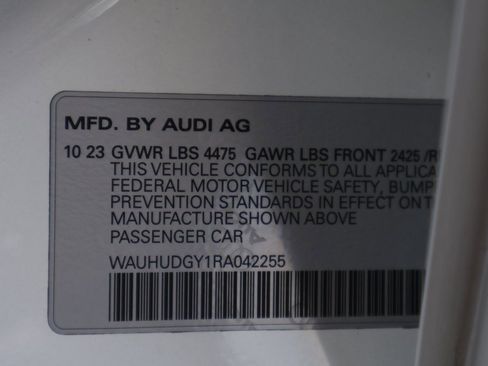 MFD. BY AUDI AG
10 23 GVWR LBS 4475 GAWR LBS FRONT 2425 /R
THIS VEHICLE CONFORMS TO ALL APPLICA
FEDERAL MOTOR VEHICLE SAFETY, BUMP
PREVENTION STANDARDS IN EFFECT ON T
MANUFACTURE SHOWN ABOVE
PASSENGER CAR
WAUHUDGY1RA042255